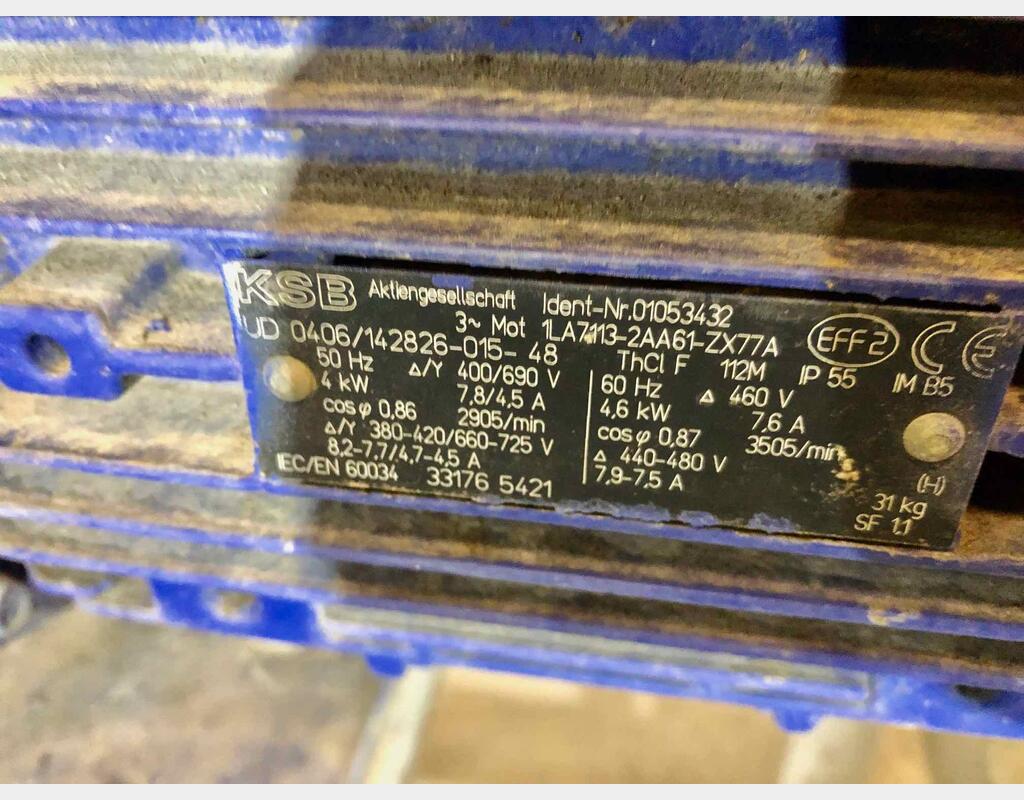 KSB Aktiengesellschaft Ident-Nr.01053432
3~ Mot 1LA7113-2AA61-ZX77A EFF2 CE
UD 0406/142826-015-48 ThCl F 112M IP 55 IM B5
50 Hz Δ/Y 400/690 V
4 kW 7,8/4,5 A
cos φ 0,86 2905/min
Δ/Y 380-420/660-725 V
8,2-7,7/4,7-4,5 A
IEC/EN 60034 33176 5421
60 Hz Δ 460 V
4,6 kW 7,6 A
cos φ 0,87 3505/min
Δ 440-480 V
7,9-7,5 A
(H)
31 kg
SF 1.1